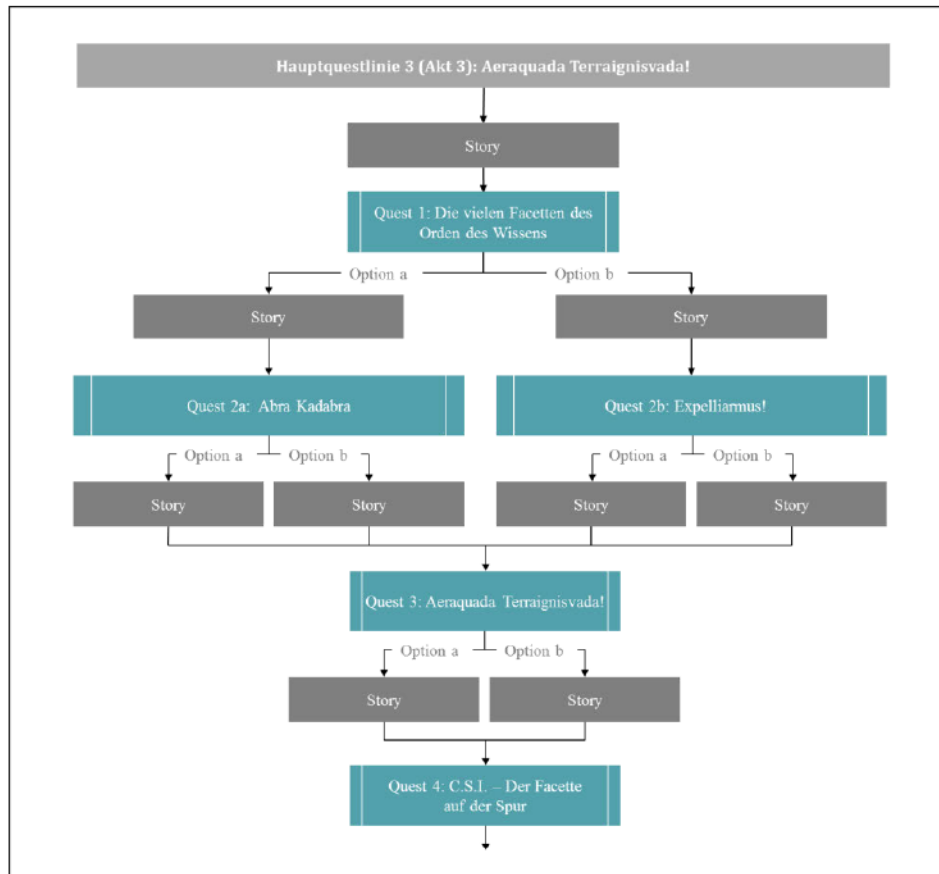 Hauptquestlinie 3 (Akt 3): Aeraquada Terraignisvada!
Story
Quest 1: Die vielen Facetten des
Orden des Wissens
Option a
Option b
Story
Story
Quest 2a: Abra Kadabra
Quest 2b: Expelliarmus!
Option a
Option b
Option a
Option b
Story
Story
Story
Story
Quest 3: Aeraquada Terraignisvada!
Option a
Option b
Story
Story
Quest 4: C.S.I. – Der Facette
auf der Spur